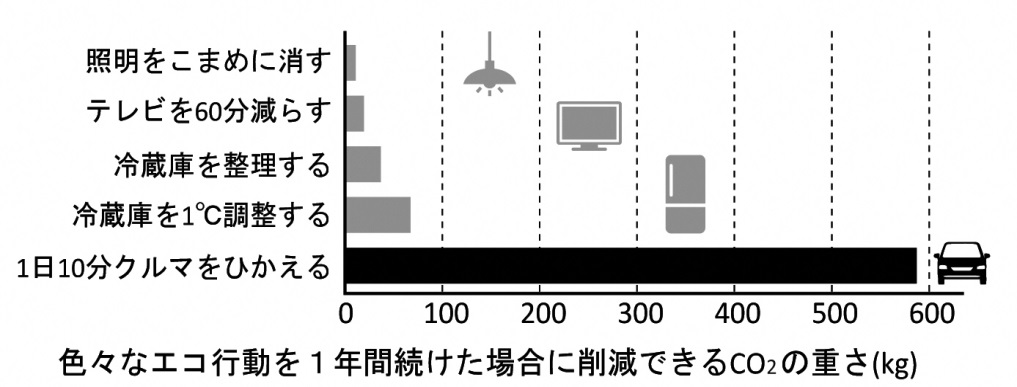 照明をこまめに消す
テレビを60分減らす
冷蔵庫を整理する
冷蔵庫を1℃調整する
1日10分クルマをひかえる
0 100 200 300 400 500 600
色々なエコ行動を１年間続けた場合に削減できるCO₂の重さ(kg)